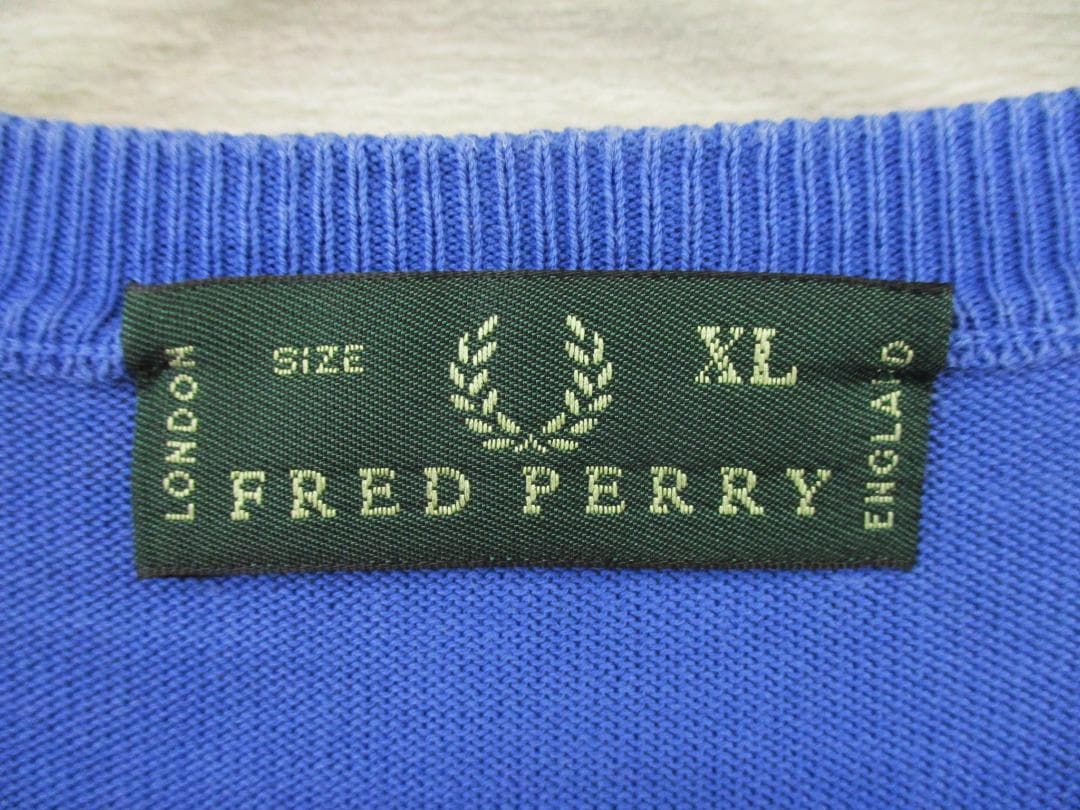 SIZE XL
FRED PERRY
LONDON
ENGLAND